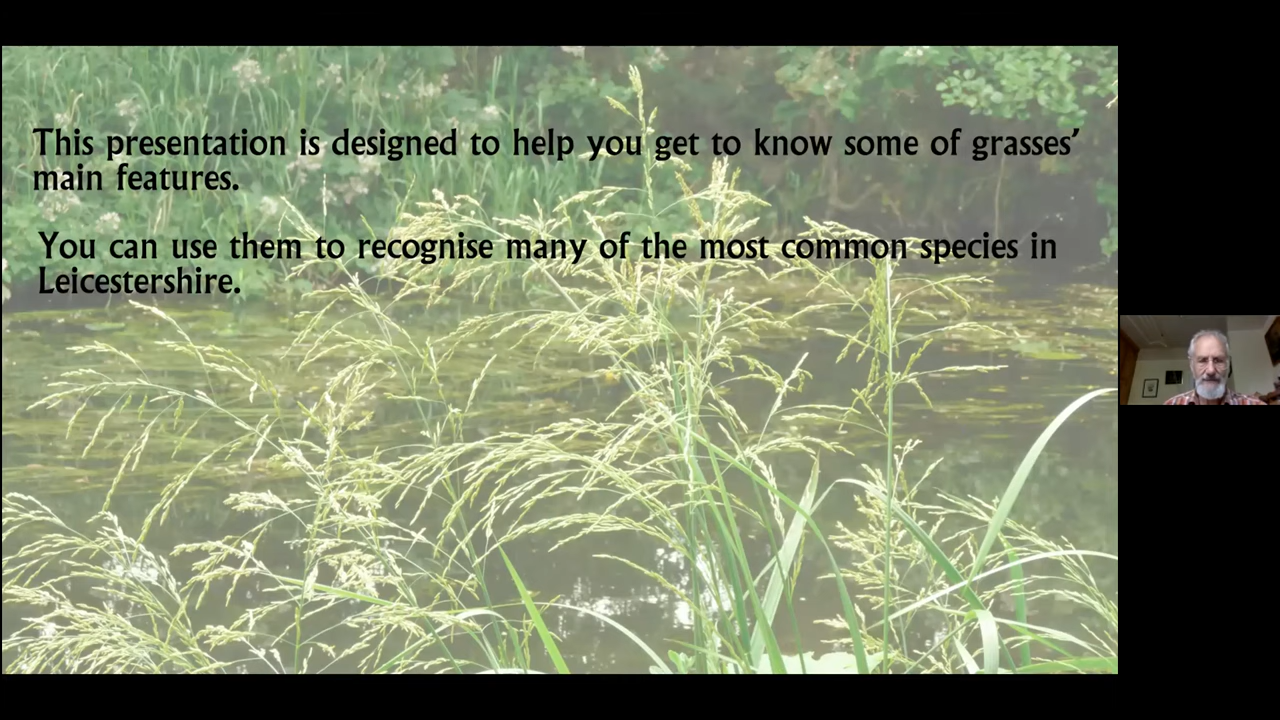 This presentation is designed to help you get to know some of grasses’
main features.
You can use them to recognise many of the most common species in
Leicestershire.